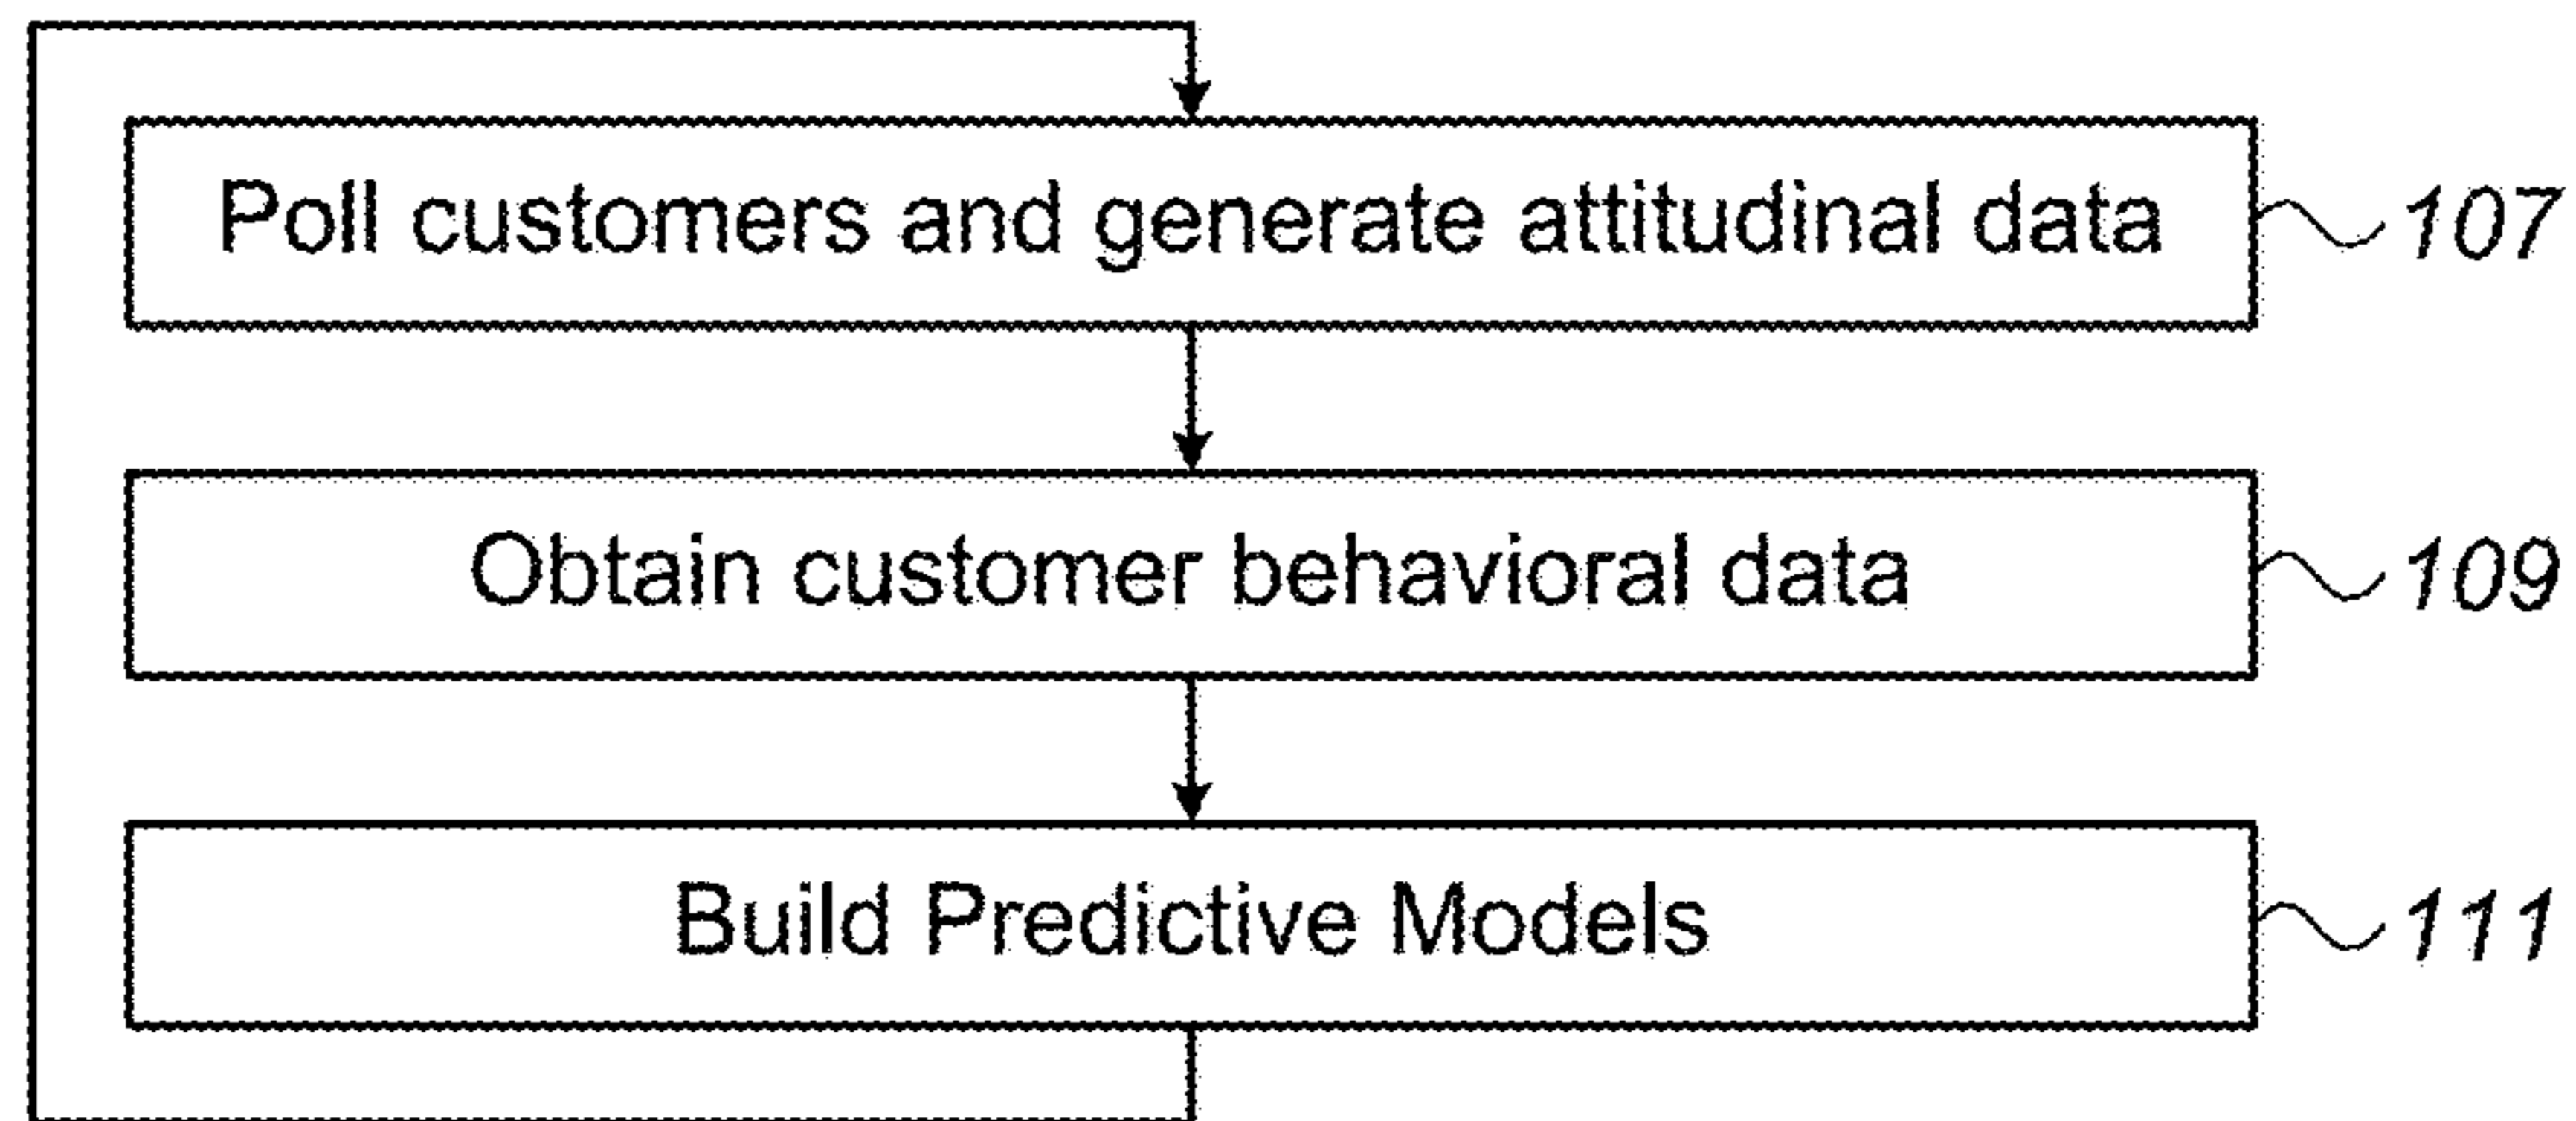 Poll customers and generate attitudinal data 107
Obtain customer behavioral data 109
Build Predictive Models 111